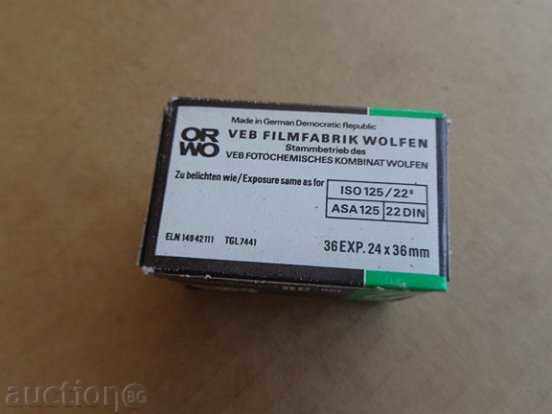 Made in German Democratic Republic
OR
WO
VEB FILMFABRIK WOLFEN
Stammbetrieb des
VEB FOTOCHEMISCHES KOMBINAT WOLFEN
Zu belichten wie/Exposure same as for
ISO 125/22°
ASA 125 22 DIN
ELN 14842111 TGL 7441
36 EXP. 24 x 36 mm
auction BG